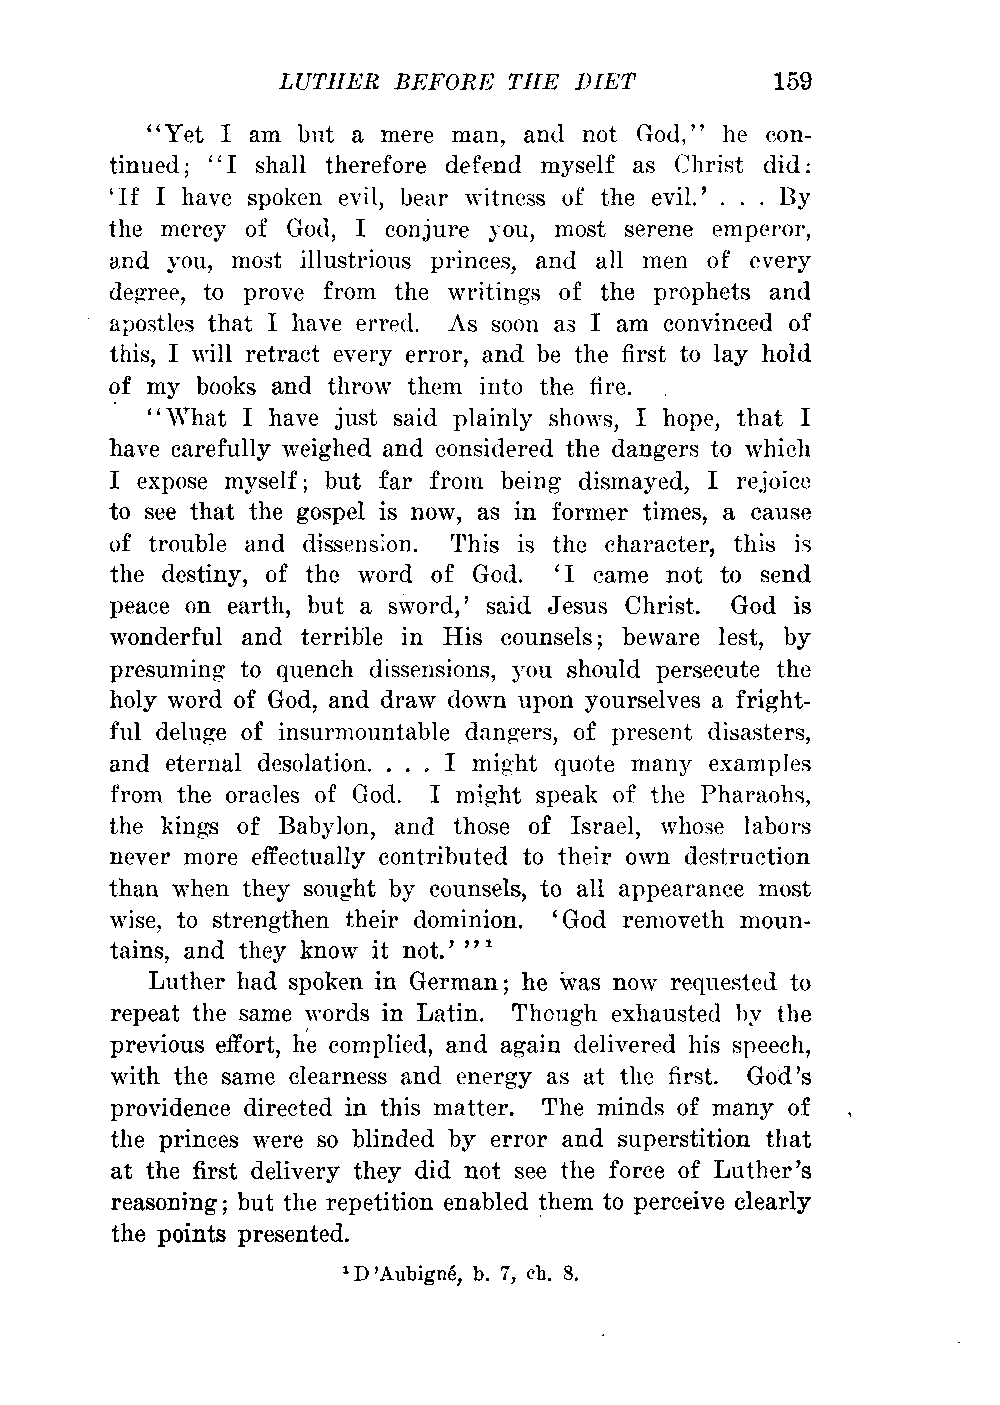 LUTHER BEFORE THE DIET 159
“Yet I am but a mere man, and not God,” he con-
tinued; “I shall therefore defend myself as Christ did:
‘If I have spoken evil, bear witness of the evil.’ . . . By
the mercy of God, I conjure you, most serene emperor,
and you, most illustrious princes, and all men of every
degree, to prove from the writings of the prophets and
apostles that I have erred. As soon as I am convinced of
this, I will retract every error, and be the first to lay hold
of my books and throw them into the fire.
“What I have just said plainly shows, I hope, that I
have carefully weighed and considered the dangers to which
I expose myself; but far from being dismayed, I rejoice
to see that the gospel is now, as in former times, a cause
of trouble and dissension. This is the character, this is
the destiny, of the word of God. ‘I came not to send
peace on earth, but a sword,’ said Jesus Christ. God is
wonderful and terrible in His counsels; beware lest, by
presuming to quench dissensions, you should persecute the
holy word of God, and draw down upon yourselves a fright-
ful deluge of insurmountable dangers, of present disasters,
and eternal desolation. . . . I might quote many examples
from the oracles of God. I might speak of the Pharaohs,
the kings of Babylon, and those of Israel, whose labors
never more effectually contributed to their own destruction
than when they sought by counsels, to all appearance most
wise, to strengthen their dominion. ‘God removeth moun-
tains, and they know it not.’ ”¹
Luther had spoken in German; he was now requested to
repeat the same words in Latin. Though exhausted by the
previous effort, he complied, and again delivered his speech,
with the same clearness and energy as at the first. God’s
providence directed in this matter. The minds of many of
the princes were so blinded by error and superstition that
at the first delivery they did not see the force of Luther’s
reasoning; but the repetition enabled them to perceive clearly
the points presented.
¹D’Aubigné, b. 7, ch. 8.